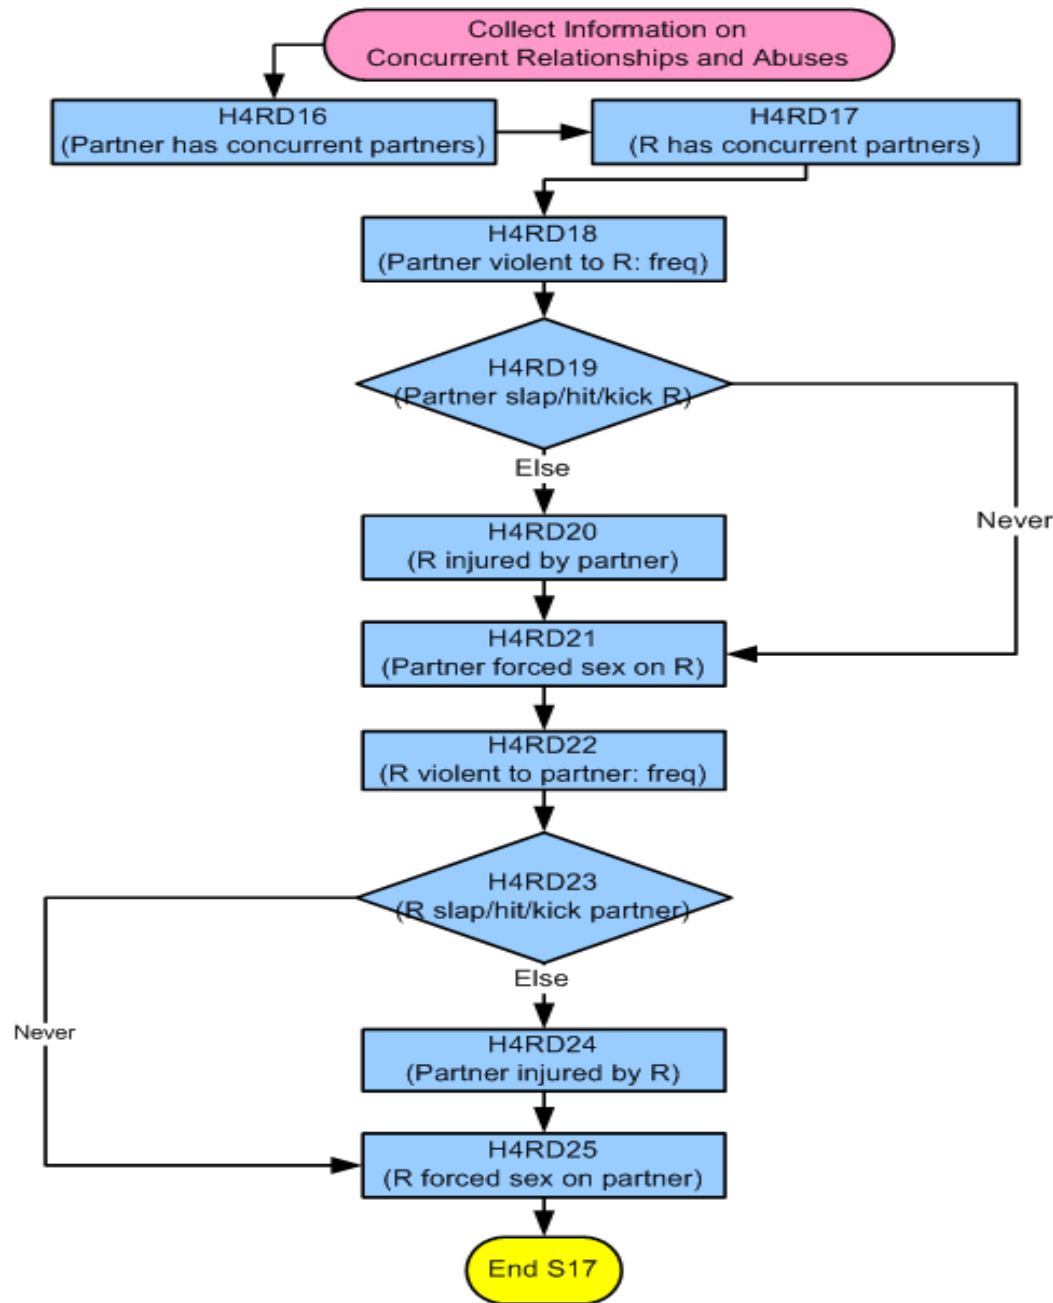 Collect Information on
Concurrent Relationships and Abuses
H4RD16
(Partner has concurrent partners)
H4RD17
(R has concurrent partners)
H4RD18
(Partner violent to R: freq)
H4RD19
(Partner slap/hit/kick R)
Else
Never
H4RD20
(R injured by partner)
H4RD21
(Partner forced sex on R)
H4RD22
(R violent to partner: freq)
H4RD23
(R slap/hit/kick partner)
Else
Never
H4RD24
(Partner injured by R)
H4RD25
(R forced sex on partner)
End S17